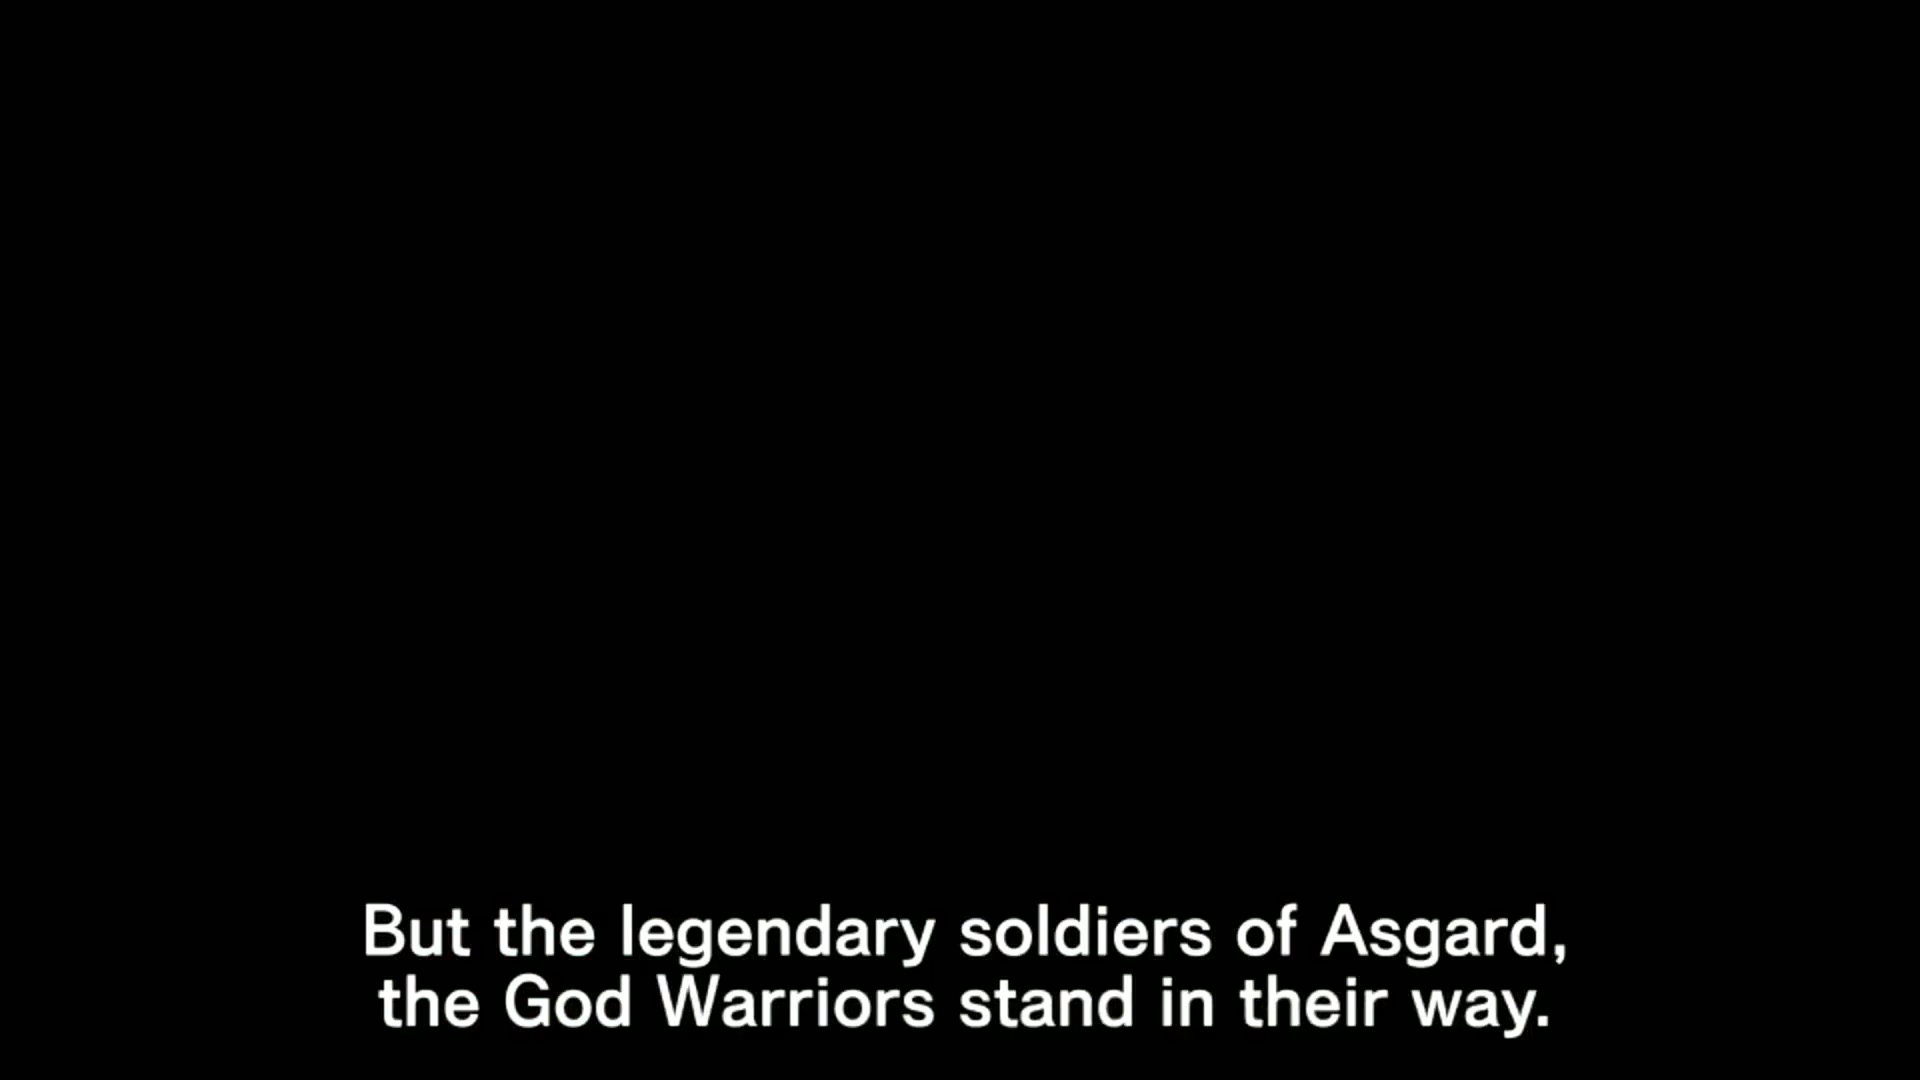 But the legendary soldiers of Asgard,
the God Warriors stand in their way.